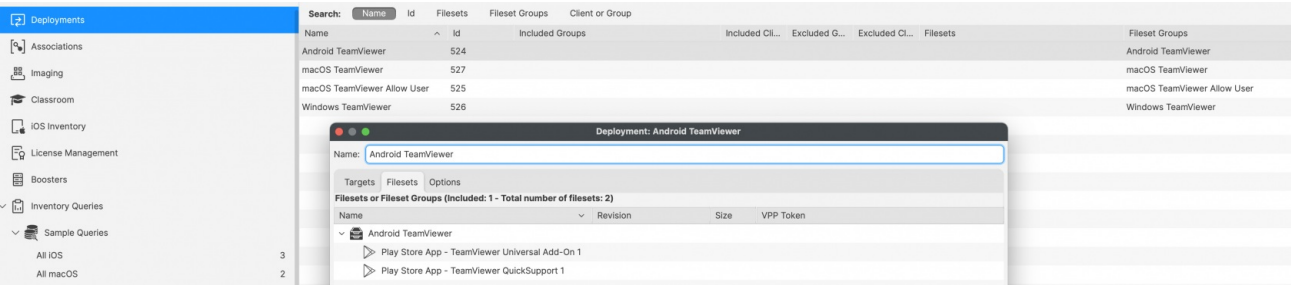 Deployments
Associations
Imaging
Classroom
iOS Inventory
License Management
Boosters
Inventory Queries
Sample Queries
All iOS 3
All macOS 2
Search: Name Id Filesets Fileset Groups Client or Group
Name Id Included Groups Included Cli... Excluded G... Excluded Cl... Filesets Fileset Groups
Android TeamViewer 524 Android TeamViewer
macOS TeamViewer 527 macOS TeamViewer
macOS TeamViewer Allow User 525 macOS TeamViewer Allow User
Windows TeamViewer 526 Windows TeamViewer
Deployment: Android TeamViewer
Name: Android TeamViewer
Targets Filesets Options
Filesets or Fileset Groups (Included: 1 - Total number of filesets: 2)
Name Revision Size VPP Token
Android TeamViewer
Play Store App - TeamViewer Universal Add-On 1
Play Store App - TeamViewer QuickSupport 1